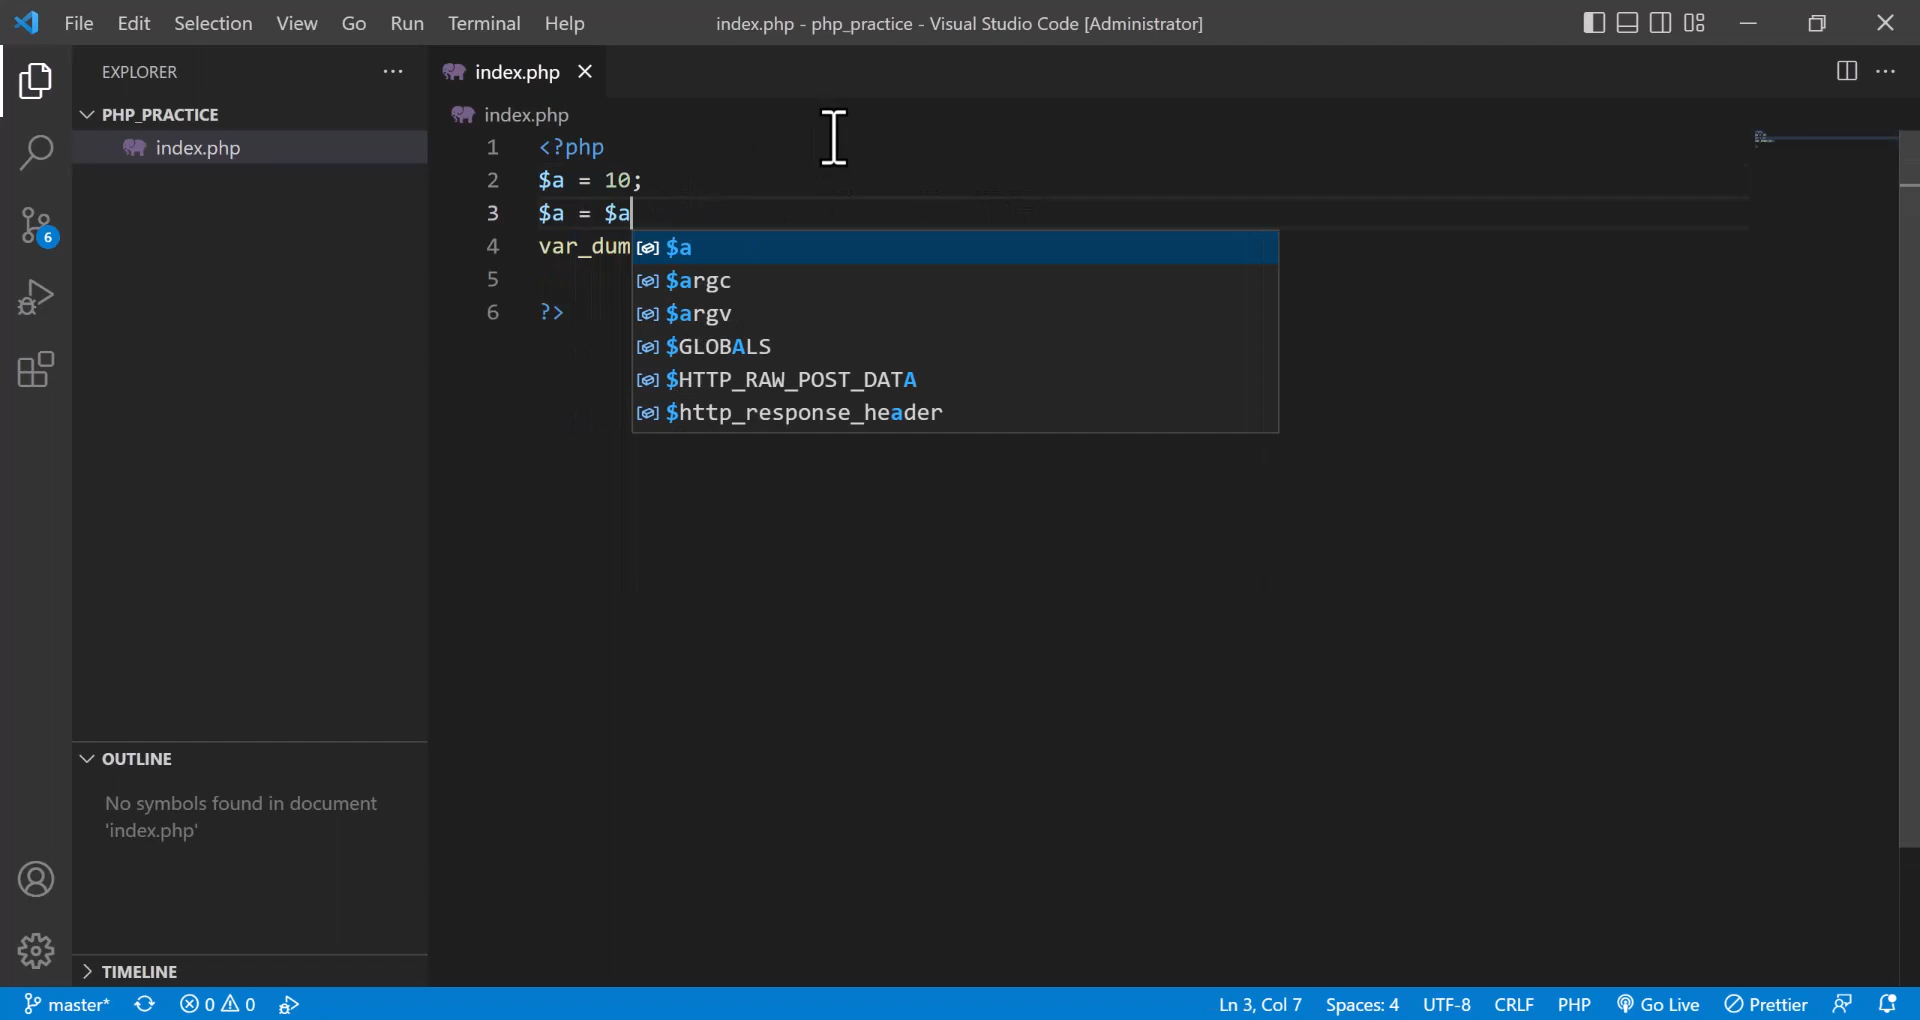 File Edit Selection View Go Run Terminal Help index.php - php_practice - Visual Studio Code [Administrator]
EXPLORER
PHP_PRACTICE
index.php
OUTLINE
No symbols found in document
'index.php'
TIMELINE
6
index.php
index.php
1 <?php
2 $a = 10;
3 $a = $a
4 var_dum
5
6 ?>
$a
$argc
$argv
$GLOBALS
$HTTP_RAW_POST_DATA
$http_response_header
master* 0 0 Ln 3, Col 7 Spaces: 4 UTF-8 CRLF PHP Go Live Prettier